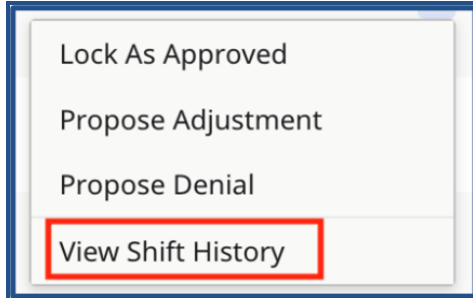 Lock As Approved
Propose Adjustment
Propose Denial
View Shift History